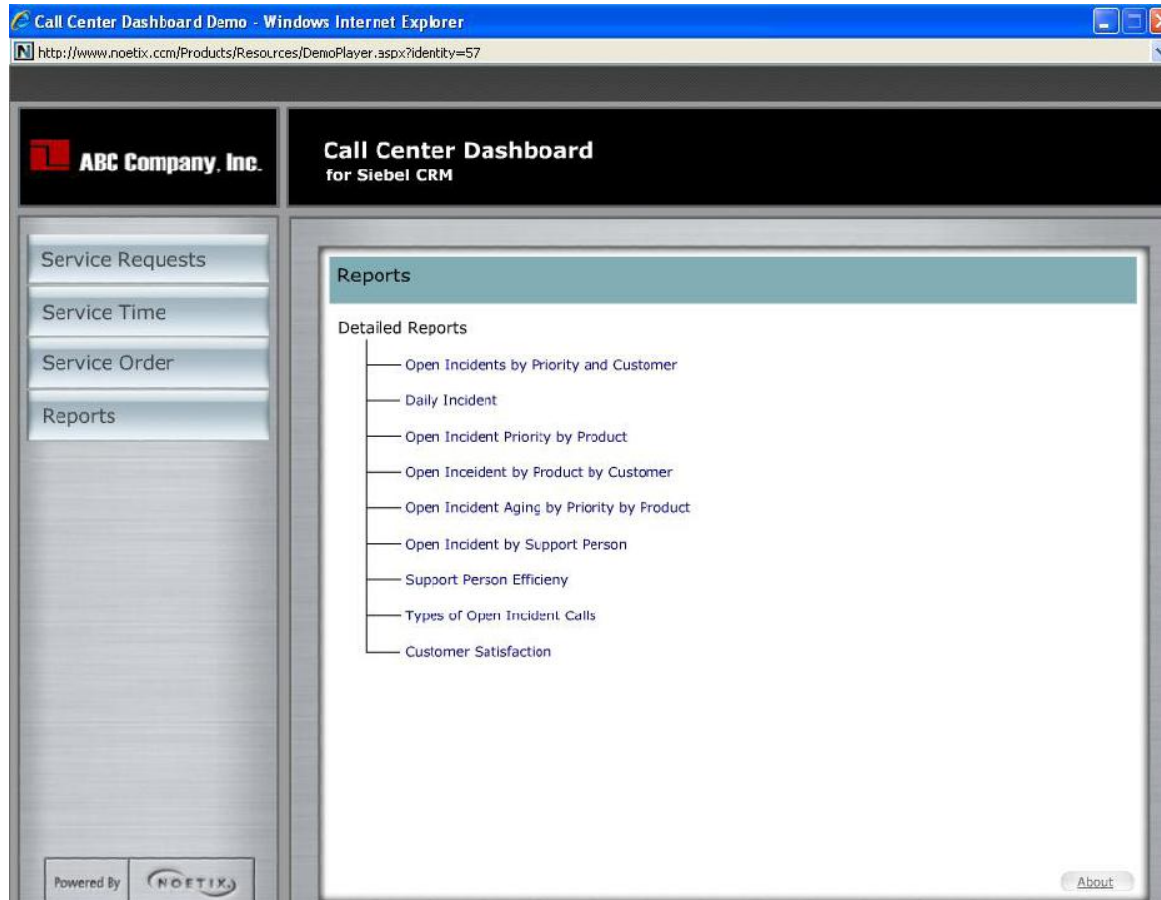 Call Center Dashboard Demo - Windows Internet Explorer
http://www.noetix.com/Products/Resources/DemoPlayer.aspx?identity=57
ABC Company, Inc.
Call Center Dashboard
for Siebel CRM
Service Requests
Service Time
Service Order
Reports
Reports
Detailed Reports
Open Incidents by Priority and Customer
Daily Incident
Open Incident Priority by Product
Open Inceident by Product by Customer
Open Incident Aging by Priority by Product
Open Incident by Support Person
Support Person Efficieny
Types of Open Incident Calls
Customer Satisfaction
Powered By NOETIX
About